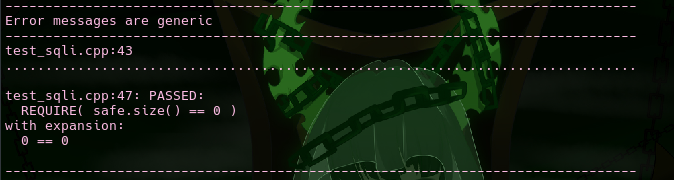 -------------------------------------------------------------------------------
Error messages are generic
-------------------------------------------------------------------------------
test_sqli.cpp:43
...............................................................................
test_sqli.cpp:47: PASSED:
  REQUIRE( safe.size() == 0 )
with expansion:
  0 == 0
-------------------------------------------------------------------------------